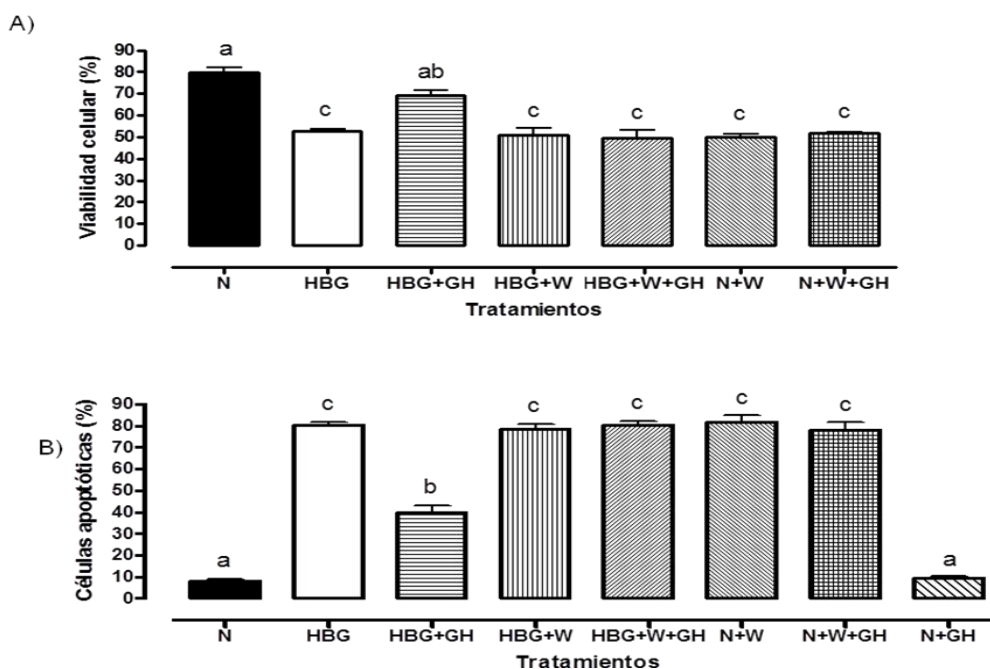 A)
Viabilidad celular (%)
90
80
70
60
50
40
30
20
10
0
a
c
ab
c
c
c
c
N HBG HBG+GH HBG+W HBG+W+GH N+W N+W+GH
Tratamientos
B)
Células apoptóticas (%)
90
80
70
60
50
40
30
20
10
0
a
c
b
c
c
c
c
a
N HBG HBG+GH HBG+W HBG+W+GH N+W N+W+GH N+GH
Tratamientos